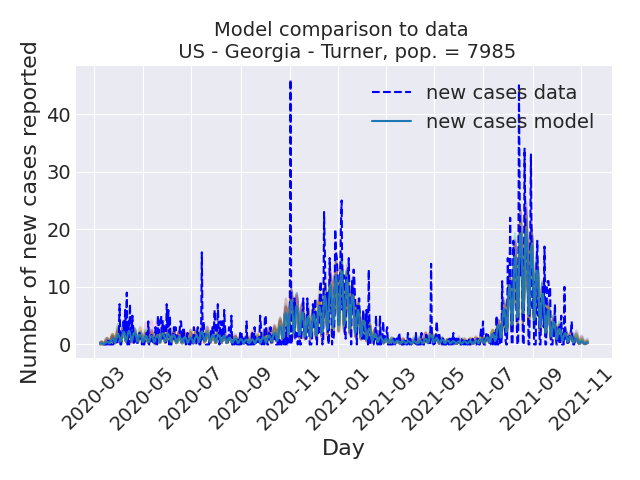 Model comparison to data
US - Georgia - Turner, pop. = 7985
Number of new cases reported
40
30
20
10
0
new cases data
new cases model
2020-03
2020-05
2020-07
2020-09
2020-11
2021-01
2021-03
2021-05
2021-07
2021-09
2021-11
Day